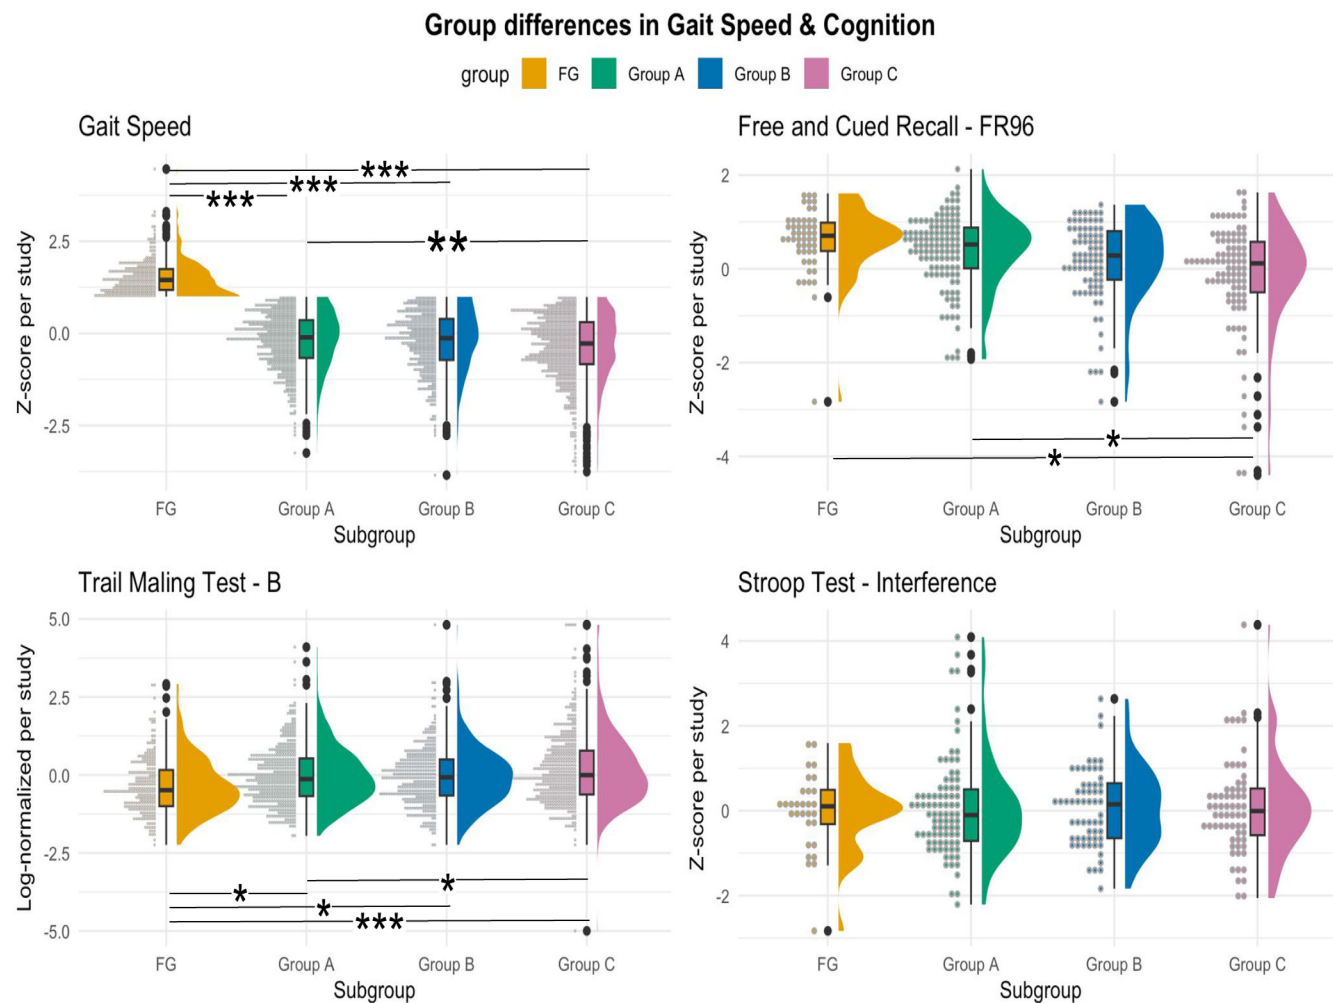 Group differences in Gait Speed & Cognition
group FG Group A Group B Group C
Gait Speed
Z-score per study
2.5
0.0
-2.5
***
***
***
**
FG Group A Group B Group C
Subgroup
Free and Cued Recall - FR96
Z-score per study
2
0
-2
-4
*
*
FG Group A Group B Group C
Subgroup
Trail Maling Test - B
Log-normalized per study
5.0
2.5
0.0
-2.5
-5.0
*
*
*
***
FG Group A Group B Group C
Subgroup
Stroop Test - Interference
Z-score per study
4
2
0
-2
FG Group A Group B Group C
Subgroup